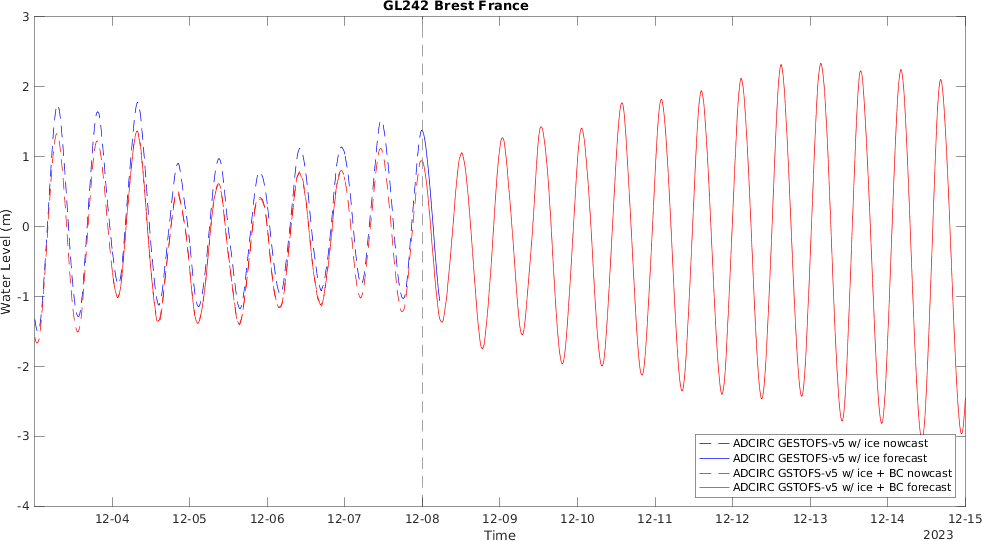 GL242 Brest France
3
2
1
0
-1
-2
-3
-4
Water Level (m)
ADCIRC GESTOFS-v5 w/ ice nowcast
ADCIRC GESTOFS-v5 w/ ice forecast
ADCIRC GSTOFS-v5 w/ ice + BC nowcast
ADCIRC GSTOFS-v5 w/ ice + BC forecast
12-04 12-05 12-06 12-07 12-08 12-09 12-10 12-11 12-12 12-13 12-14 12-15
Time
2023